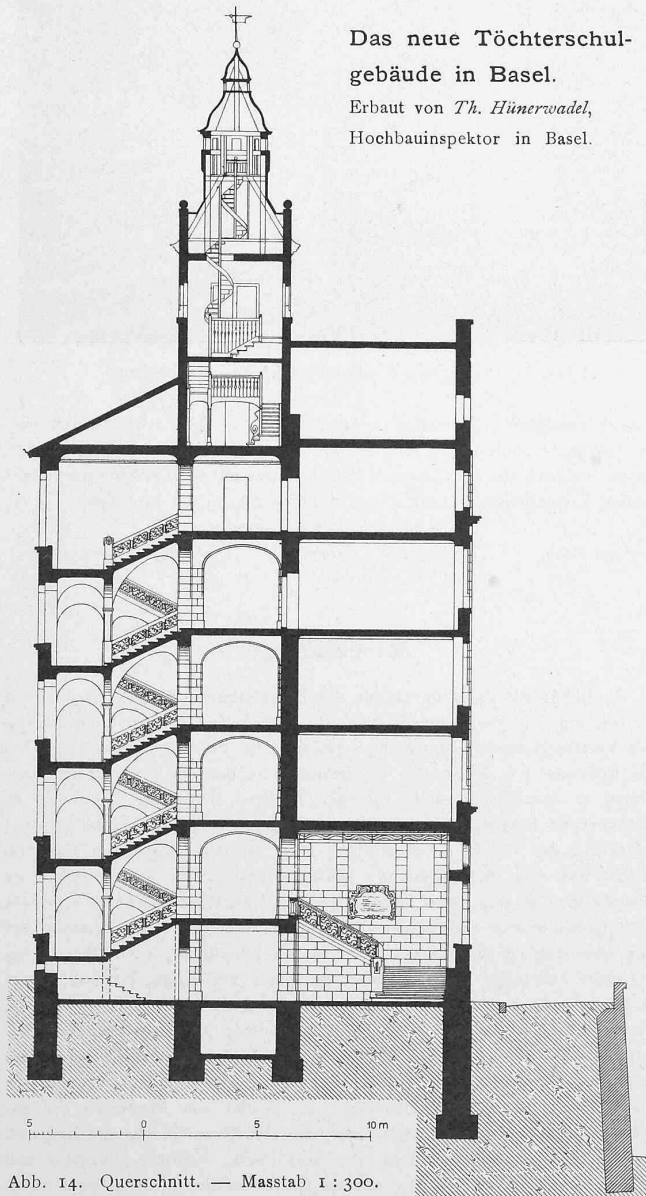 Das neue Töchterschul-
gebäude in Basel.
Erbaut von Th. Hünerwadel,
Hochbauinspektor in Basel.
5 0 5 10 m
Abb. 14. Querschnitt. — Masstab 1 : 300.